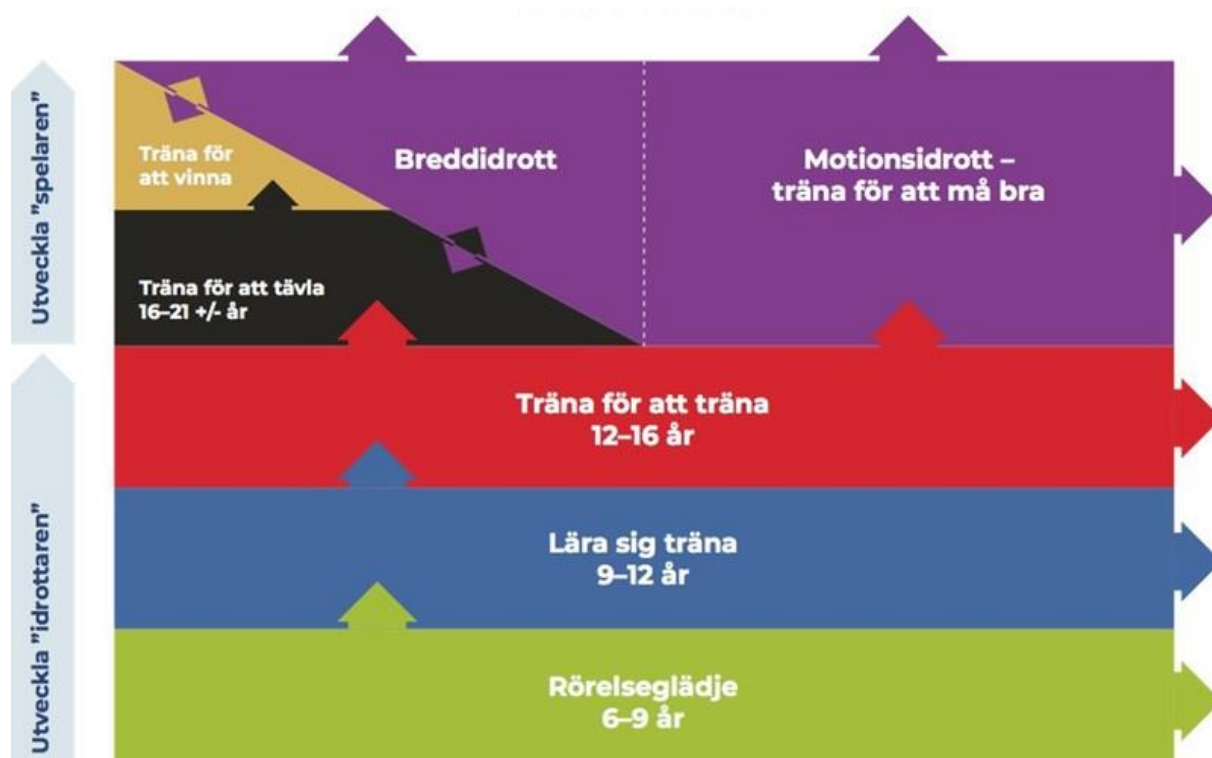 Utveckla ”spelaren”
Träna för
att vinna
Breddidrott
Motionsidrott –
träna för att må bra
Träna för att tävla
16–21 +/- år
Utveckla ”idrottaren”
Träna för att träna
12–16 år
Lära sig träna
9–12 år
Rörelseglädje
6–9 år